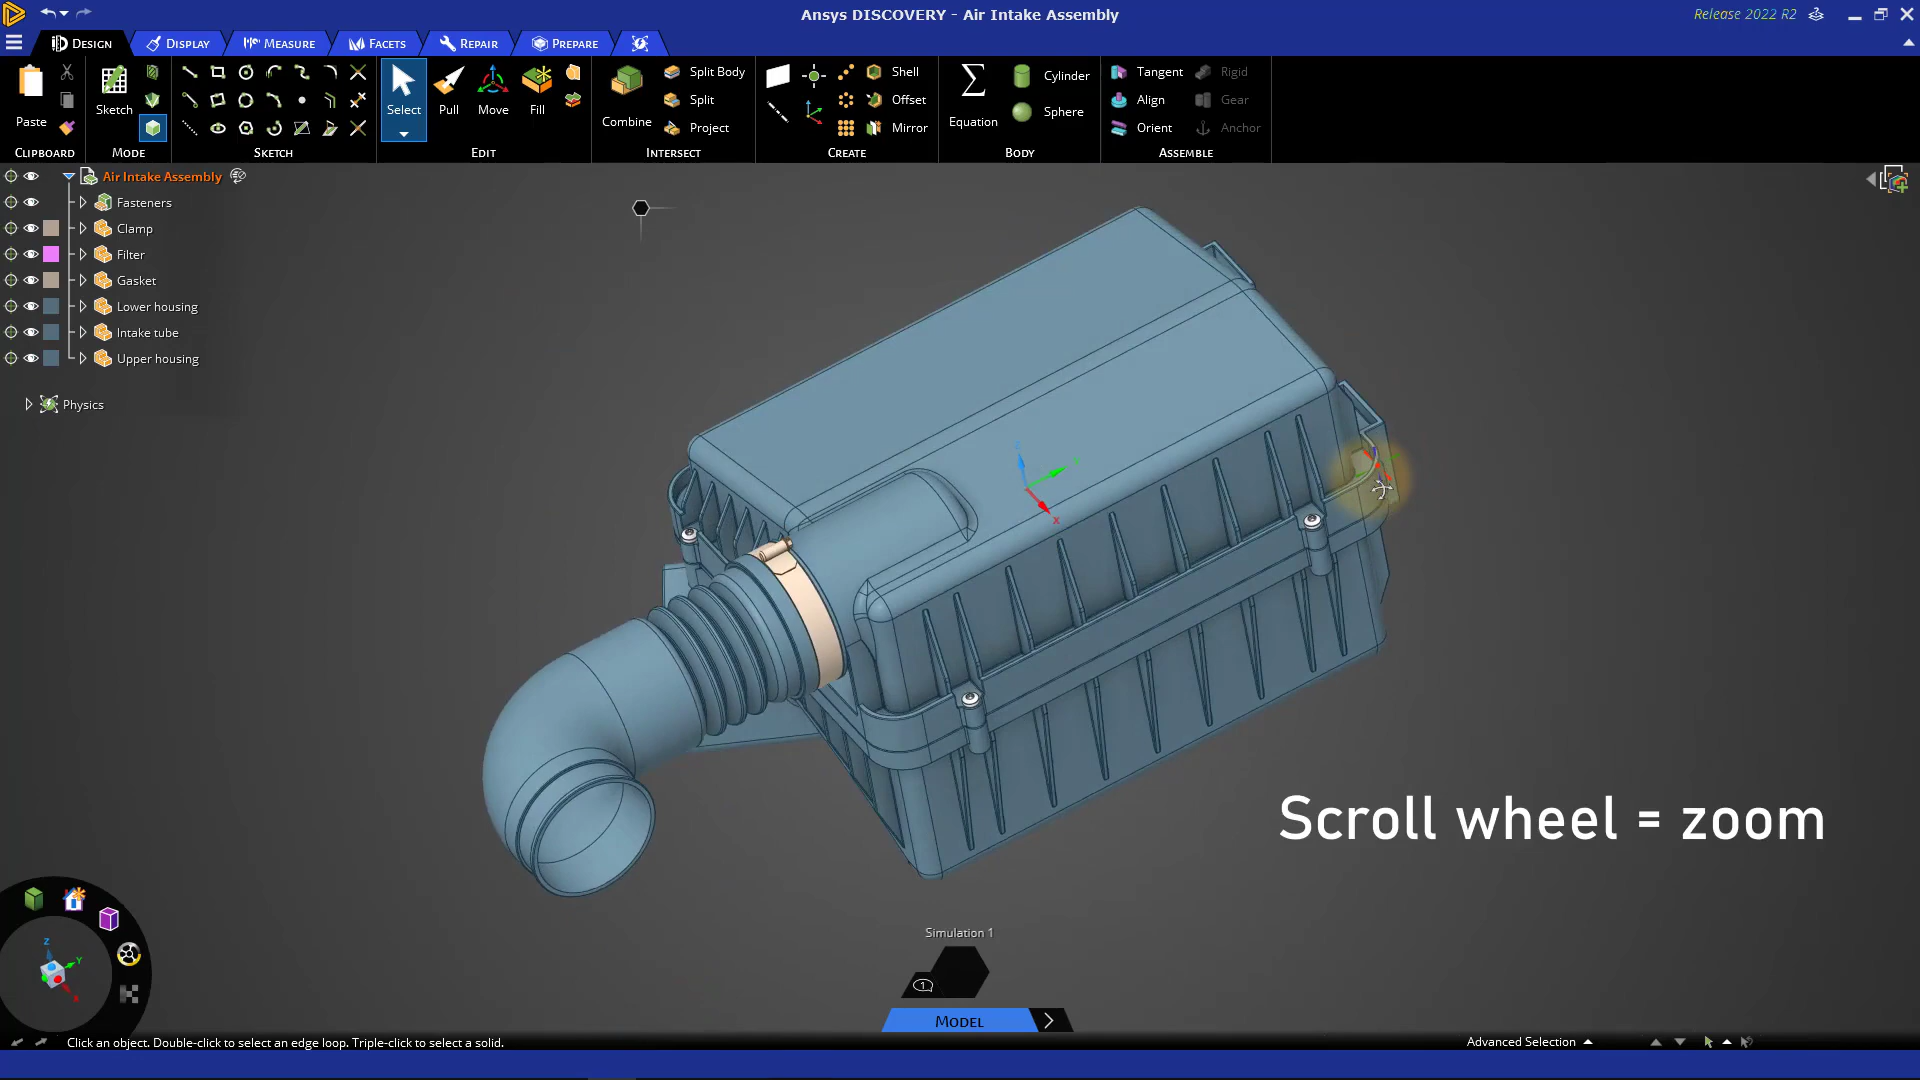 Ansys DISCOVERY - Air Intake Assembly
Release 2022 R2
DESIGN
DISPLAY
MEASURE
FACETS
REPAIR
PREPARE
Paste
CLIPBOARD
Sketch
MODE
SKETCH
Select
Pull
Move
Fill
EDIT
Combine
Split Body
Split
Project
INTERSECT
Shell
Offset
Mirror
CREATE
Equation
Cylinder
Sphere
BODY
Tangent
Align
Orient
Rigid
Gear
Anchor
ASSEMBLE
Air Intake Assembly
Fasteners
Clamp
Filter
Gasket
Lower housing
Intake tube
Upper housing
Physics
X
Scroll wheel = zoom
Z
Y
X
Simulation 1
1
MODEL
Click an object. Double-click to select an edge loop. Triple-click to select a solid.
Advanced Selection